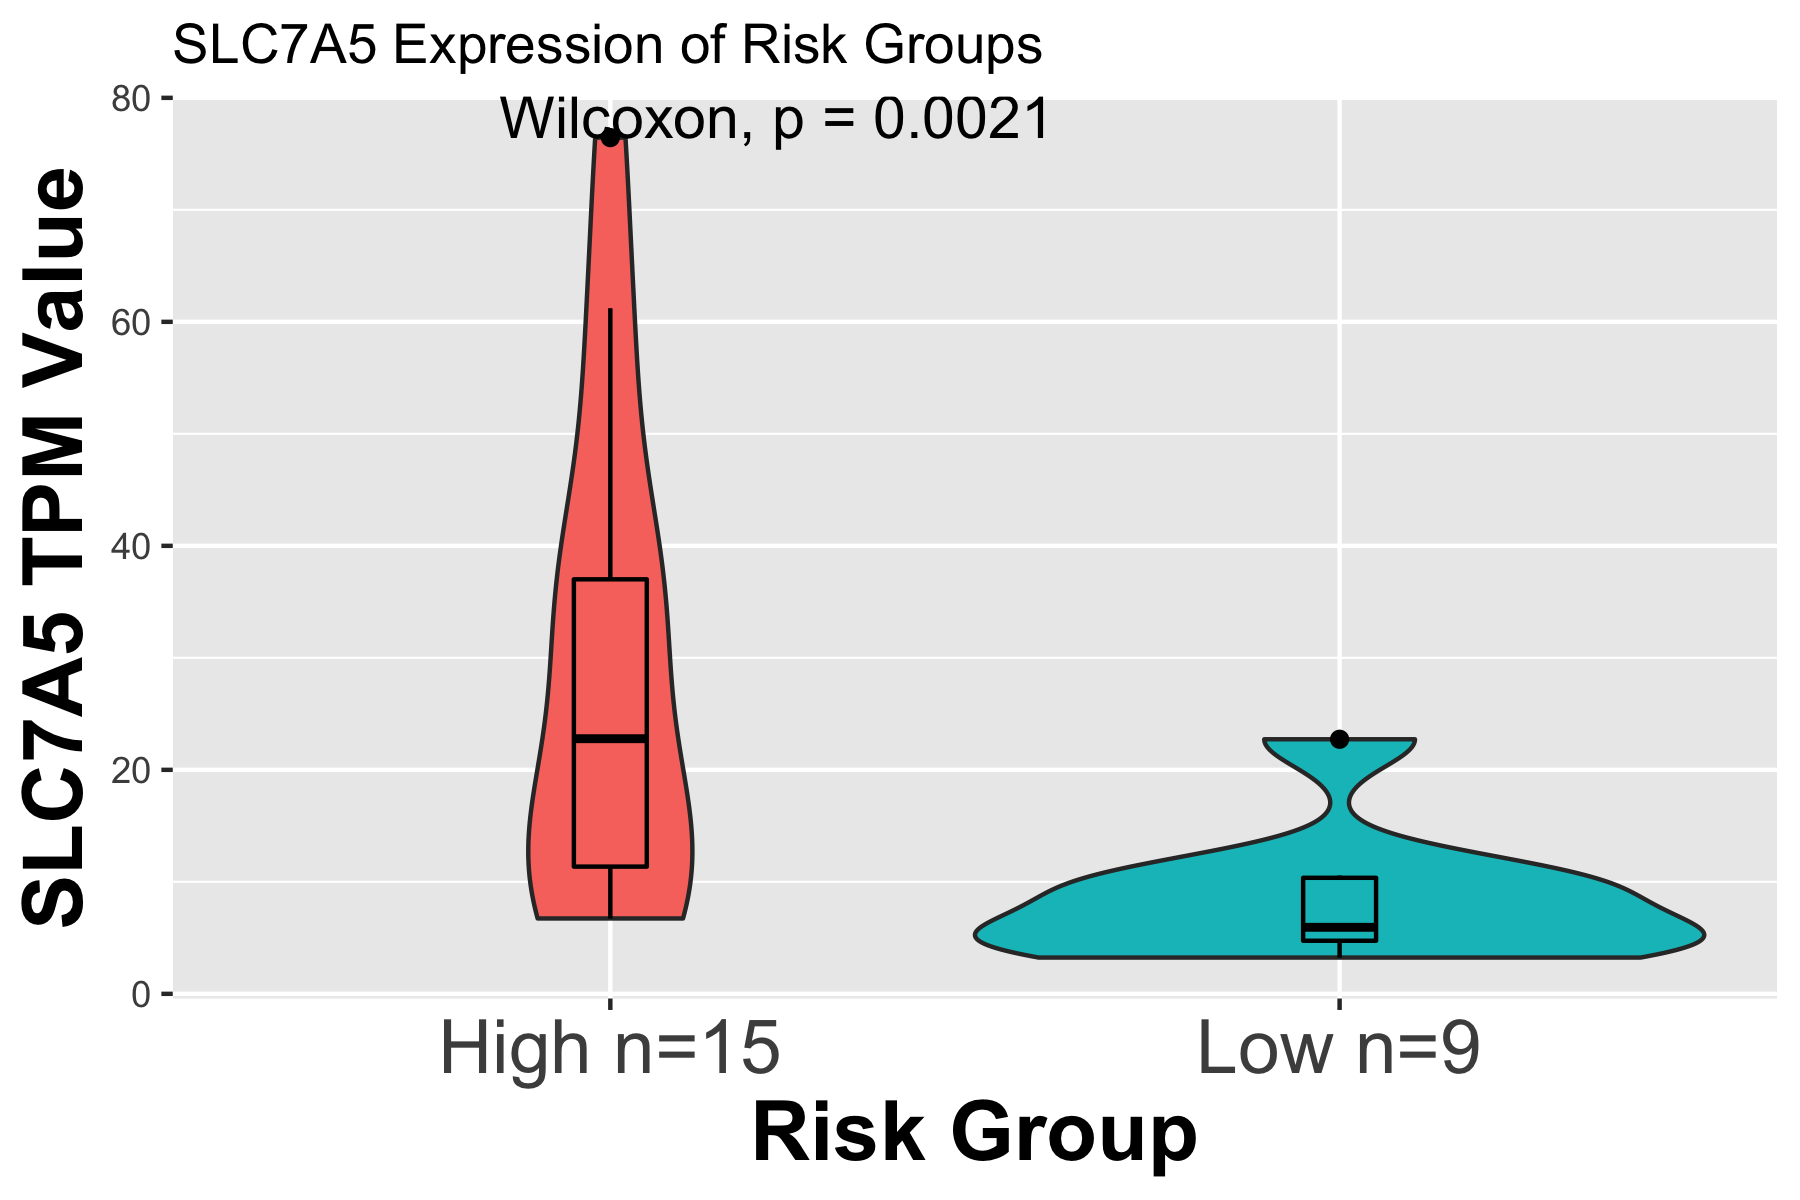 SLC7A5 Expression of Risk Groups
Wilcoxon, p = 0.0021
80
60
40
20
0
SLC7A5 TPM Value
High n=15
Low n=9
Risk Group